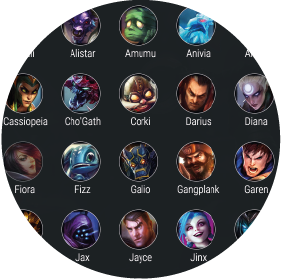 Alistar Amumu Anivia
Cassiopeia Cho'Gath Corki Darius Diana
Fiora Fizz Galio Gangplank Garen
Jax Jayce Jinx